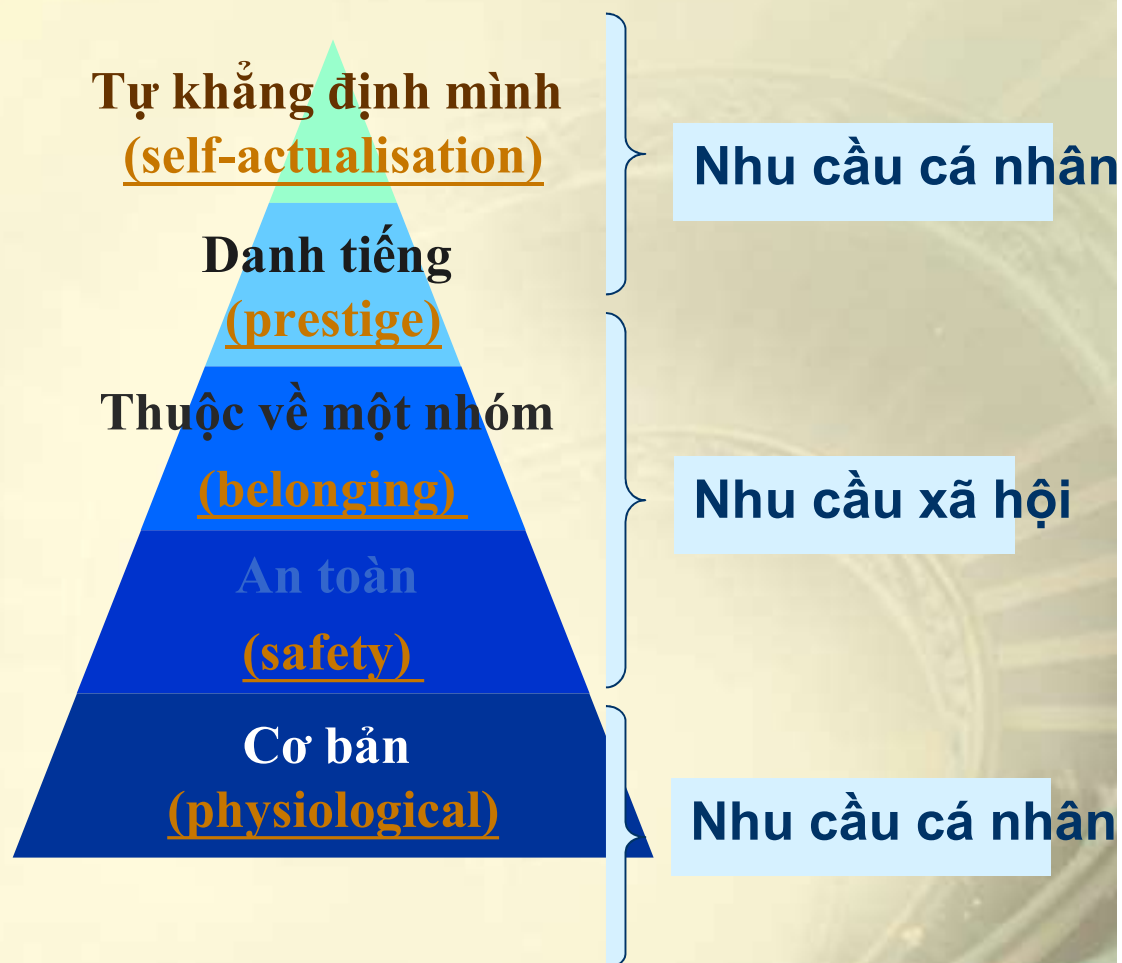 Tự khẳng định mình
(self-actualisation)
Nhu cầu cá nhân
Danh tiếng
(prestige)
Thuộc về một nhóm
(belonging)
Nhu cầu xã hội
An toàn
(safety)
Cơ bản
(physiological)
Nhu cầu cá nhân